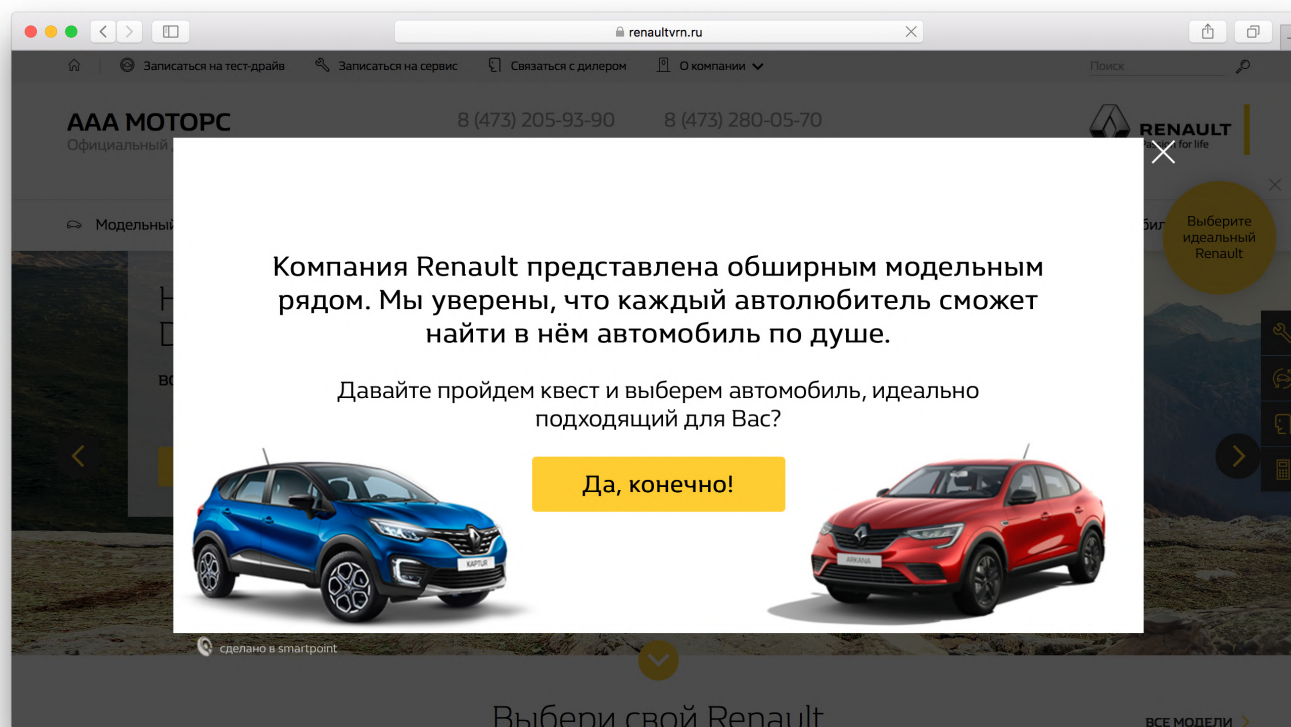 renaultvrn.ru
Записаться на тест-драйв
Записаться на сервис
Связаться с дилером
О компании
Поиск
ААА МОТОРС
8 (473) 205-93-90
8 (473) 280-05-70
RENAULT
Passion for life
Официальный
Модельный
Выберите
идеальный
Renault
Компания Renault представлена обширным модельным
рядом. Мы уверены, что каждый автолюбитель сможет
найти в нём автомобиль по душе.
Давайте пройдем квест и выберем автомобиль, идеально
подходящий для Вас?
Да, конечно!
KAPTUR
ARKANA
сделано в smartpoint
Выбери свой Renault
ВСЕ МОДЕЛИ